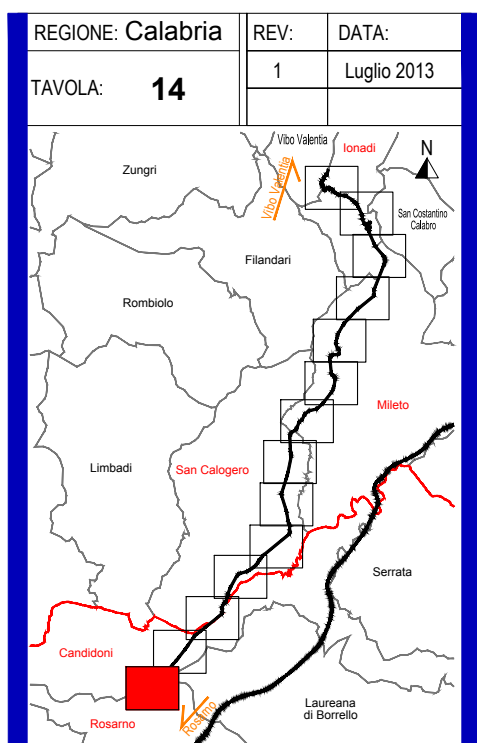 REGIONE: Calabria
REV:
DATA:
TAVOLA: 14
1
Luglio 2013
Vibo Valentia
Ionadi
N
Zungri
Vibo Valentia
San Costantino
Calabro
Filandari
Rombiolo
Mileto
Limbadi
San Calogero
Serrata
Candidoni
Laureana
di Borrello
Rosarno
Rosarno